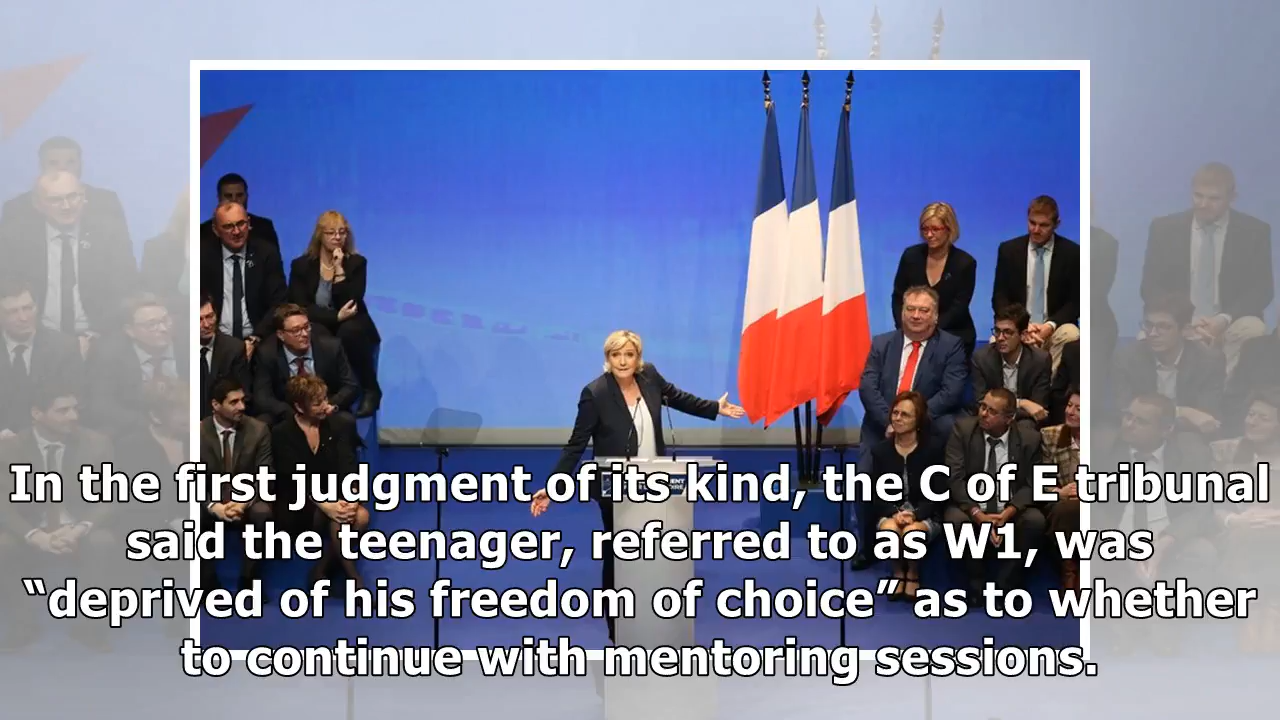 In the first judgment of its kind, the C of E tribunal
said the teenager, referred to as W1, was
“deprived of his freedom of choice” as to whether
to continue with mentoring sessions.